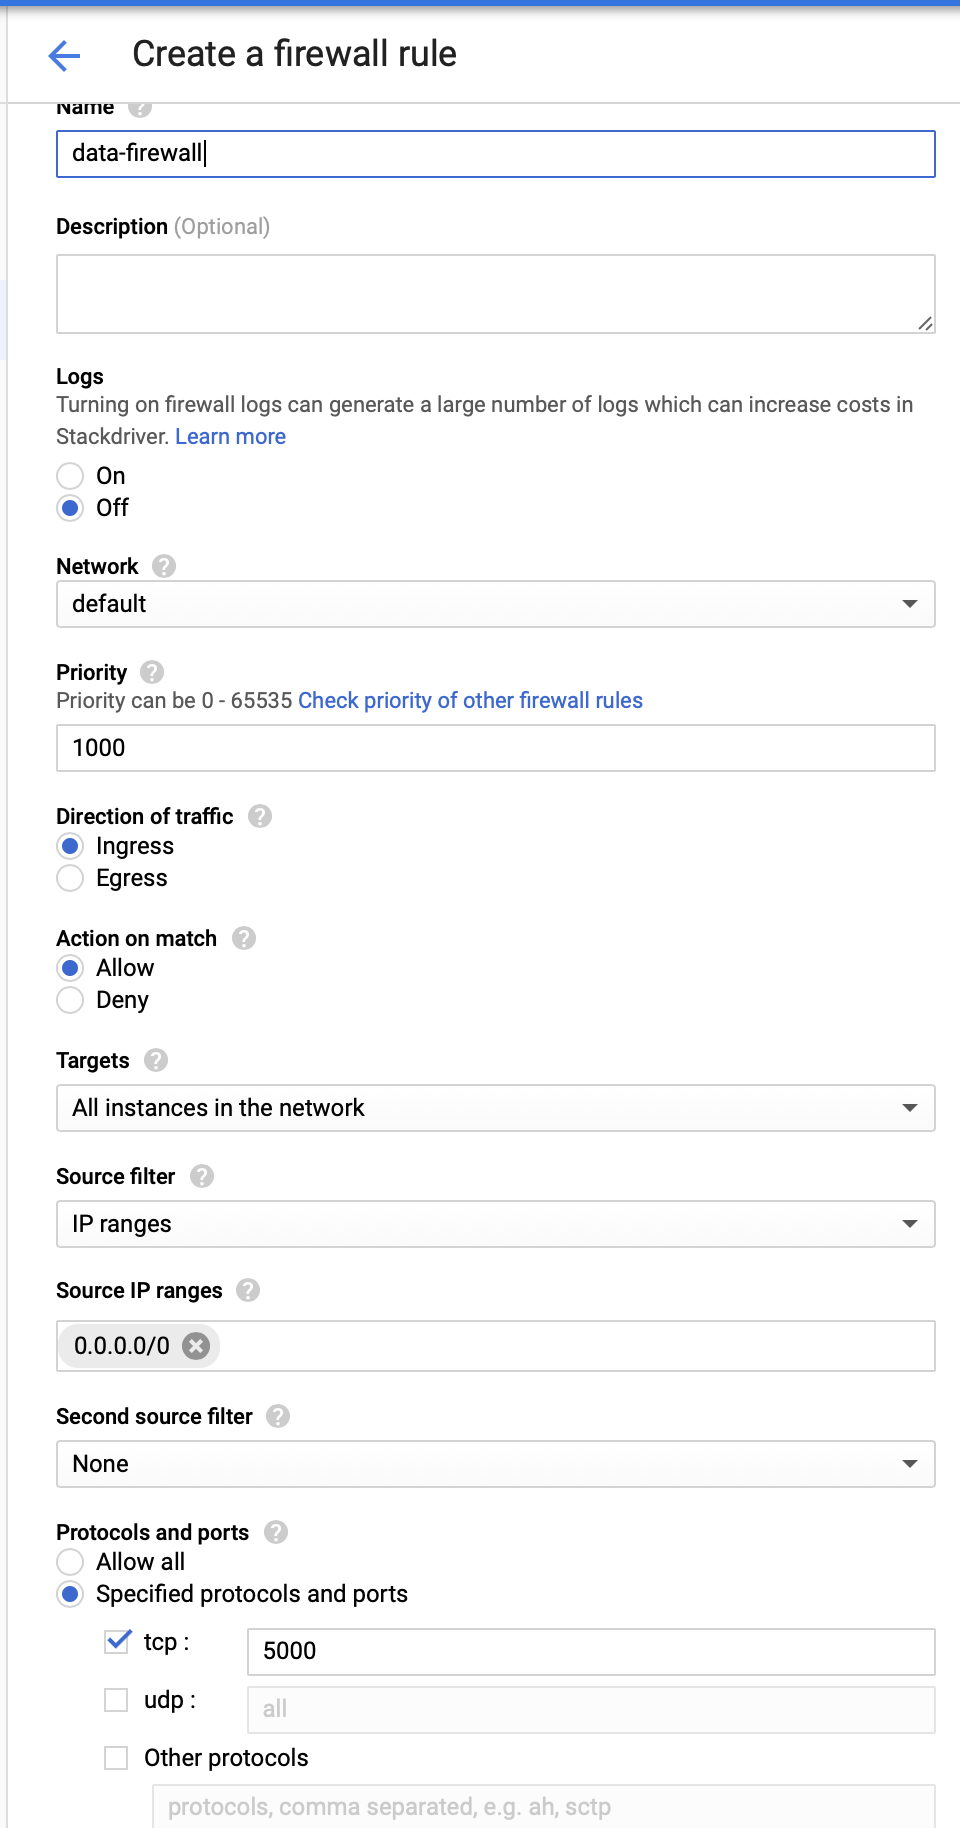 Create a firewall rule
Name
data-firewall
Description (Optional)
Logs
Turning on firewall logs can generate a large number of logs which can increase costs in
Stackdriver. Learn more
On
Off
Network
default
Priority
Priority can be 0 - 65535 Check priority of other firewall rules
1000
Direction of traffic
Ingress
Egress
Action on match
Allow
Deny
Targets
All instances in the network
Source filter
IP ranges
Source IP ranges
0.0.0.0/0
Second source filter
None
Protocols and ports
Allow all
Specified protocols and ports
tcp : 5000
udp : all
Other protocols
protocols, comma separated, e.g. ah, sctp